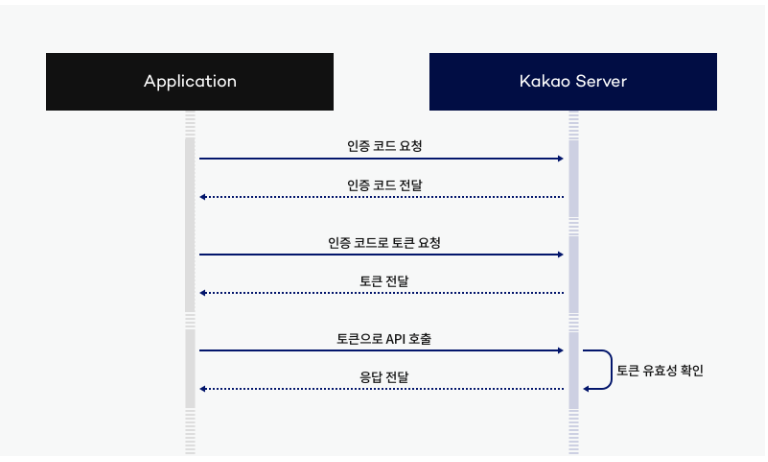 Application
Kakao Server
인증 코드 요청
인증 코드 전달
인증 코드로 토큰 요청
토큰 전달
토큰으로 API 호출
토큰 유효성 확인
응답 전달